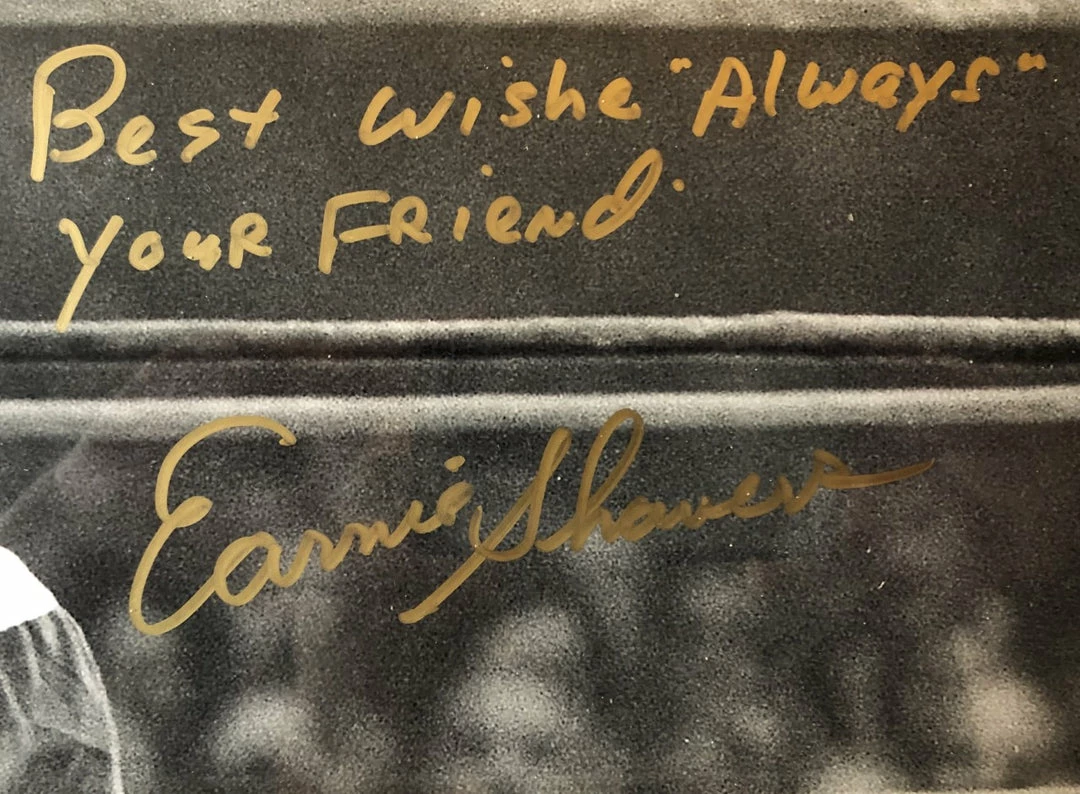 Best wishe "Always"
Your Friend.
Earnie Shavers